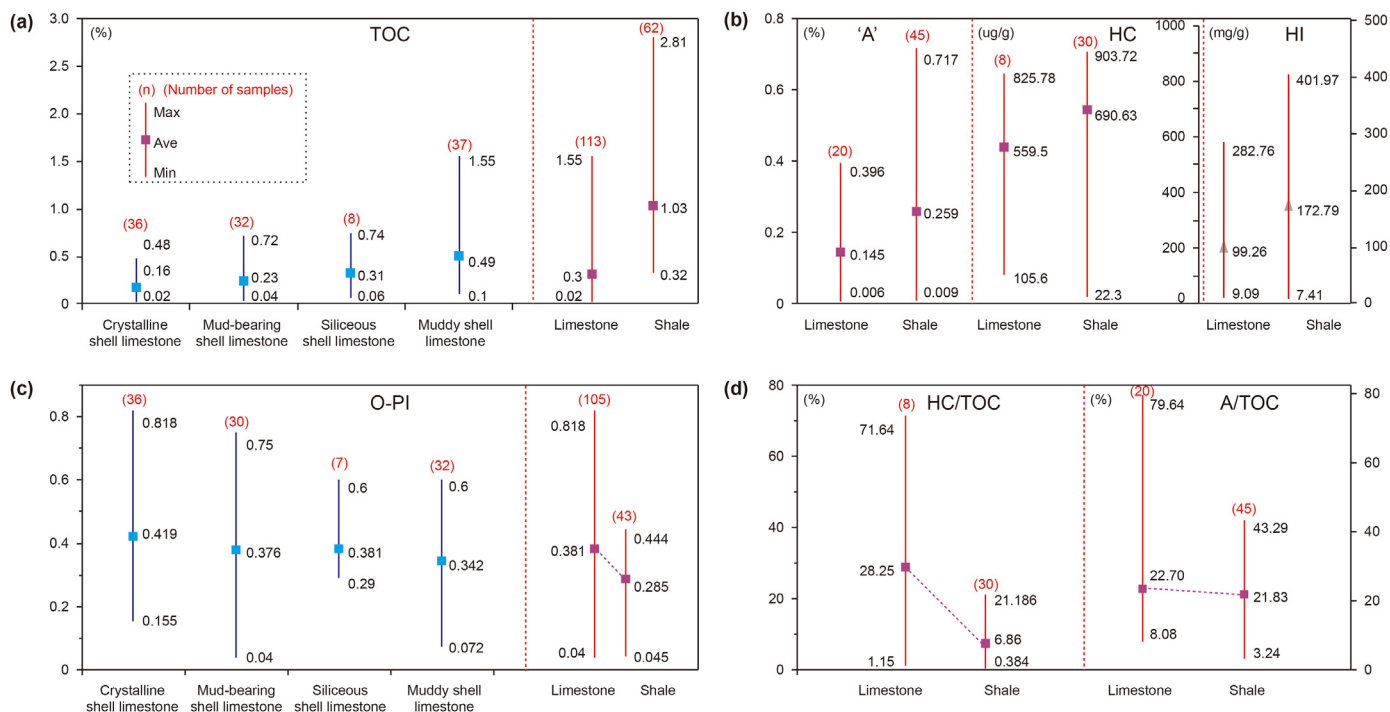 (a)
3.0
2.5
2.0
1.5
1.0
0.5
0
(%)
TOC
(n) (Number of samples)
Max
Ave
Min
(36)
0.48
0.16
0.02
(32)
0.72
0.23
0.04
(8)
0.74
0.31
0.06
(37)
1.55
0.49
0.1
(113)
1.55
0.3
0.02
(62)
2.81
1.03
0.32
Crystalline
shell limestone
Mud-bearing
shell limestone
Siliceous
shell limestone
Muddy shell
limestone
Limestone
Shale
(b)
0.8
0.6
0.4
0.2
0
(%)
'A'
(20)
0.396
0.145
0.006
(45)
0.717
0.259
0.009
(ug/g)
HC
(8)
825.78
559.5
105.6
(30)
903.72
690.63
22.3
1000
800
600
400
200
0
(mg/g)
HI
282.76
99.26
9.09
401.97
172.79
7.41
500
400
300
200
100
0
Limestone
Shale
Limestone
Shale
Limestone
Shale
(c)
0.8
0.6
0.4
0.2
0
O-PI
(36)
0.818
0.419
0.155
(30)
0.75
0.376
0.04
(7)
0.6
0.381
0.29
(32)
0.6
0.342
0.072
(105)
0.818
0.381
0.04
(43)
0.444
0.285
0.045
Crystalline
shell limestone
Mud-bearing
shell limestone
Siliceous
shell limestone
Muddy shell
limestone
Limestone
Shale
(d)
80
60
40
20
0
(%)
HC/TOC
(8)
71.64
28.25
1.15
(30)
21.186
6.86
0.384
(%)
A/TOC
(20)
79.64
22.70
8.08
(45)
43.29
21.83
3.24
80
60
40
20
0
Limestone
Shale
Limestone
Shale